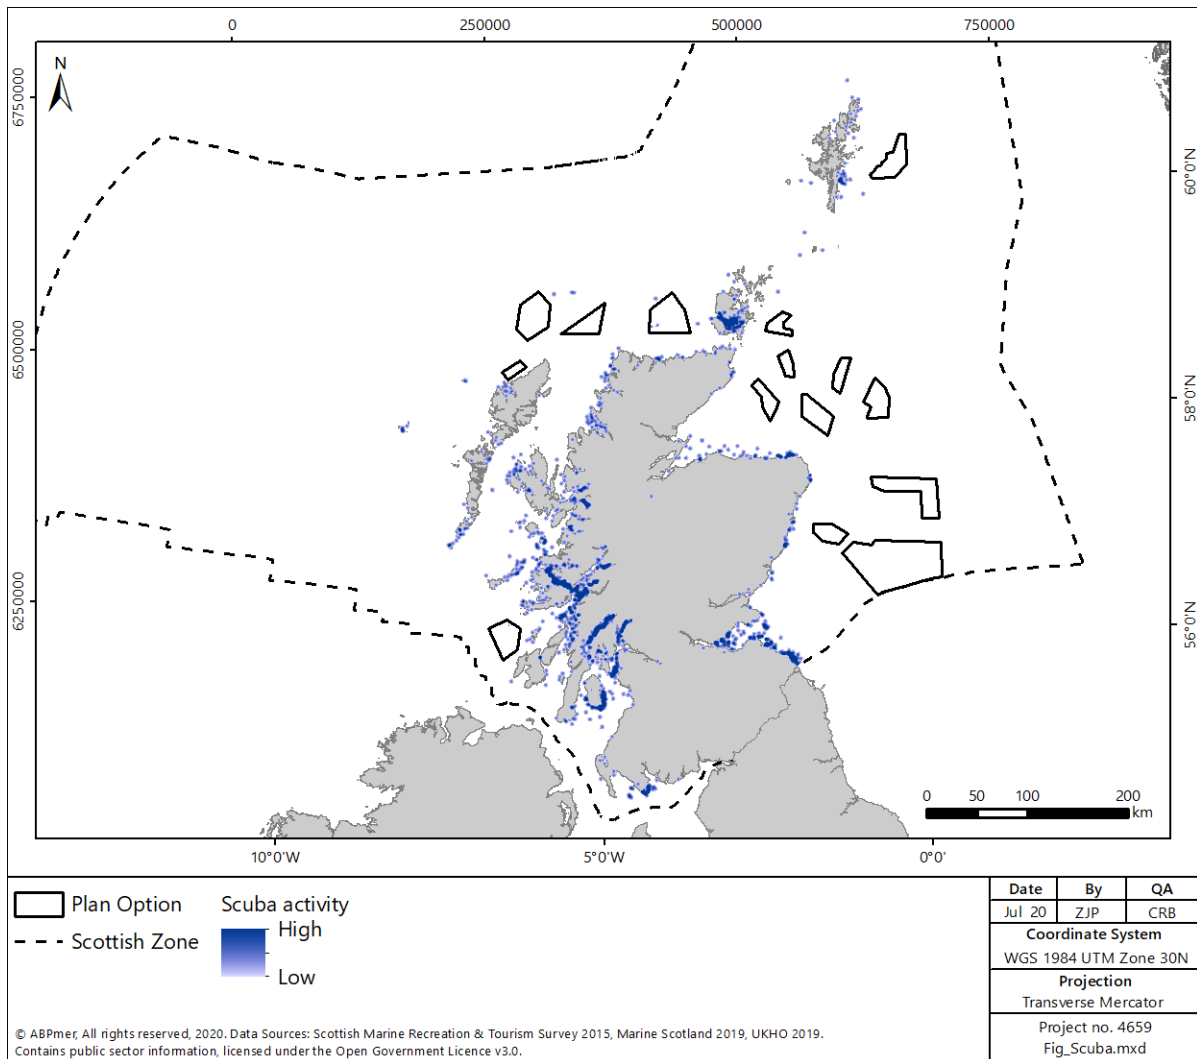 0 250000 500000 750000
N
6750000
6500000
6250000
60°0'N
58°0'N
56°0'N
0 50 100 200
km
10°0'W 5°0'W 0°0'
Plan Option
Scottish Zone
Scuba activity
High
Low
Date By QA
Jul 20 ZJP CRB
Coordinate System
WGS 1984 UTM Zone 30N
Projection
Transverse Mercator
Project no. 4659
Fig_Scuba.mxd
© ABPmer, All rights reserved, 2020. Data Sources: Scottish Marine Recreation & Tourism Survey 2015, Marine Scotland 2019, UKHO 2019.
Contains public sector information, licensed under the Open Government Licence v3.0.